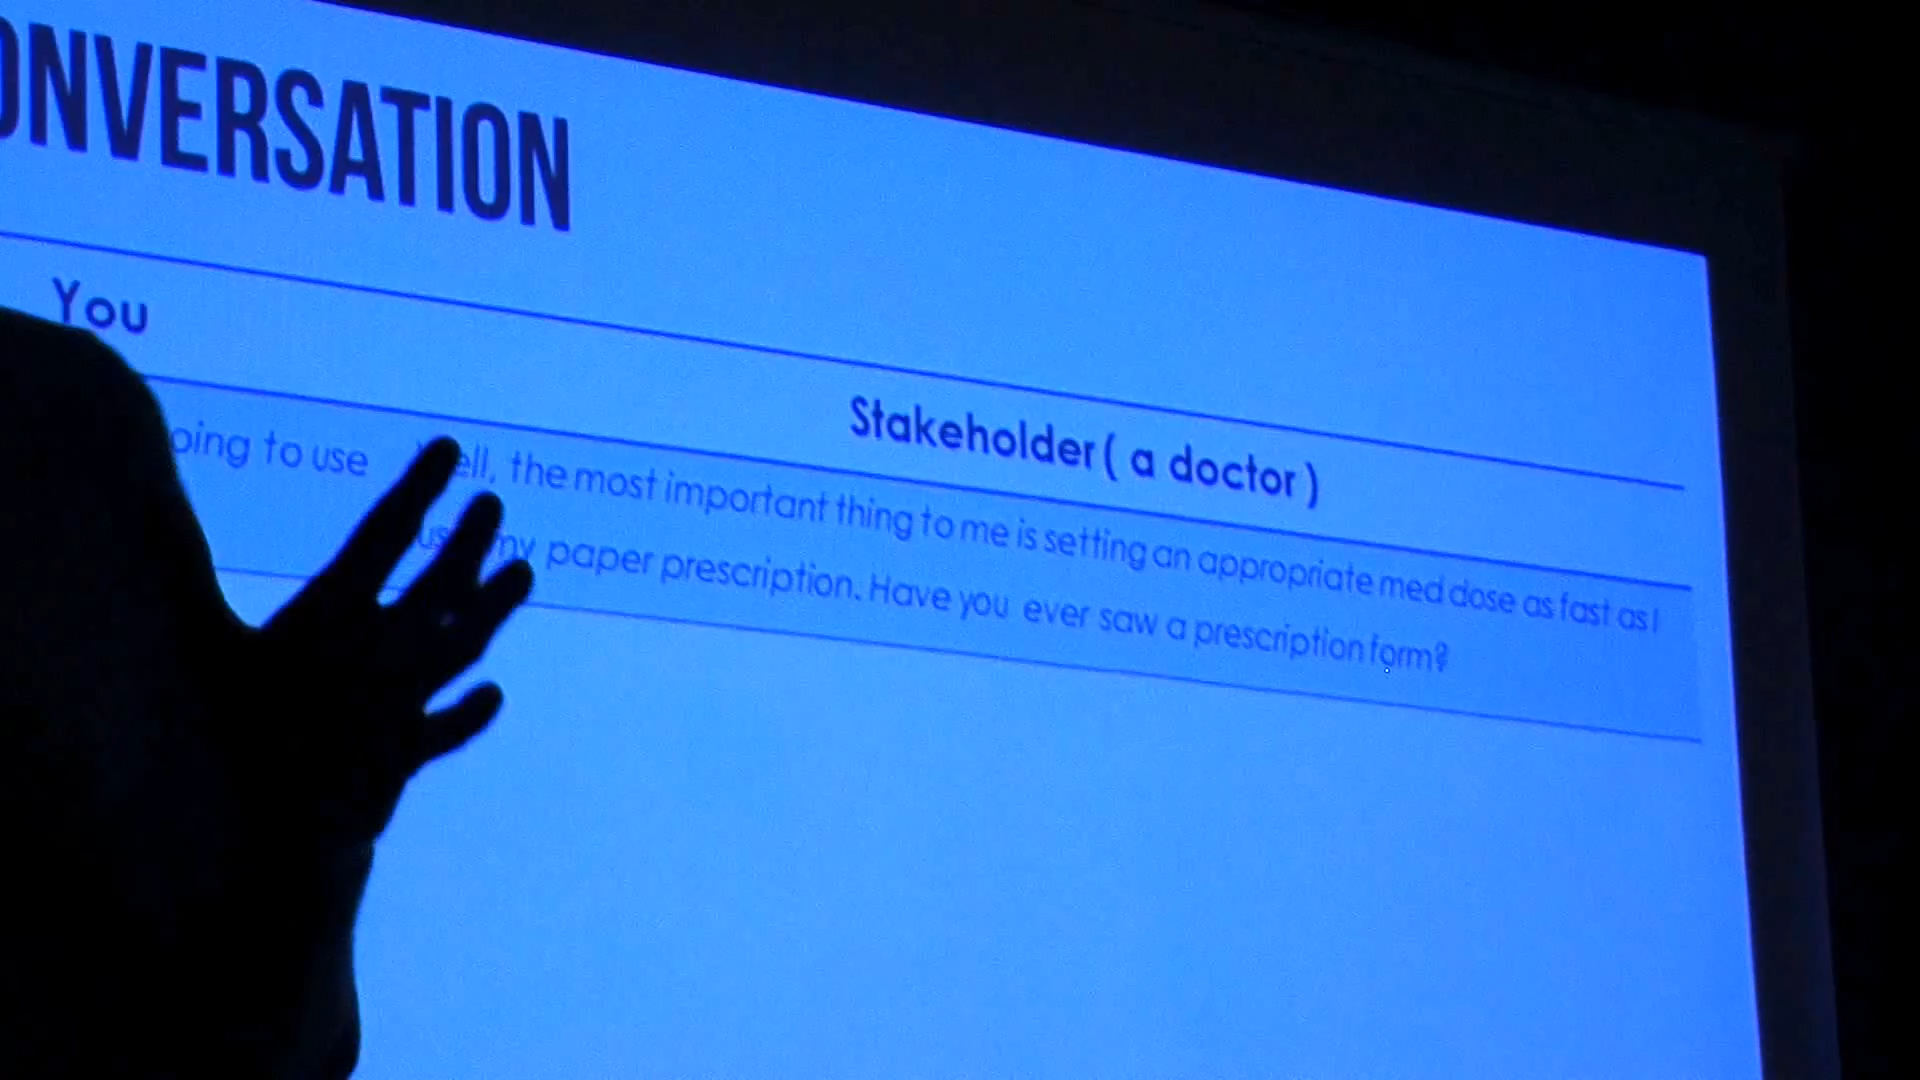 ONVERSATION
You
Stakeholder ( a doctor )
oing to use
ell, the most important thing to me is setting an appropriate med dose as fast as I
my paper prescription. Have you ever saw a prescription form?